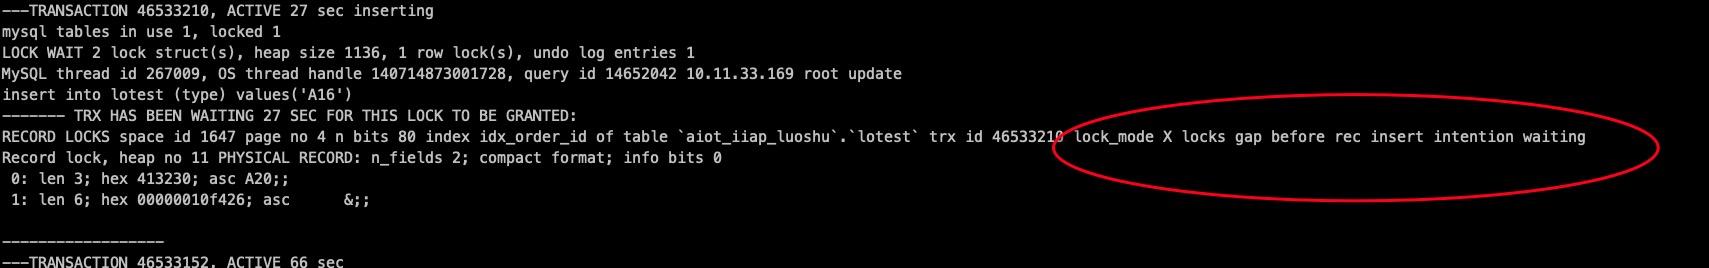 ---TRANSACTION 46533210, ACTIVE 27 sec inserting
mysql tables in use 1, locked 1
LOCK WAIT 2 lock struct(s), heap size 1136, 1 row lock(s), undo log entries 1
MySQL thread id 267009, OS thread handle 140714873001728, query id 14652042 10.11.33.169 root update
insert into lotest (type) values('A16')
------- TRX HAS BEEN WAITING 27 SEC FOR THIS LOCK TO BE GRANTED:
RECORD LOCKS space id 1647 page no 4 n bits 80 index idx_order_id of table `aiot_iiap_luoshu`.`lotest` trx id 46533210 lock_mode X locks gap before rec insert intention waiting
Record lock, heap no 11 PHYSICAL RECORD: n_fields 2; compact format; info bits 0
 0: len 3; hex 413230; asc A20;;
 1: len 6; hex 00000010f426; asc      &;;
------------------
---TRANSACTION 46533152, ACTIVE 66 sec